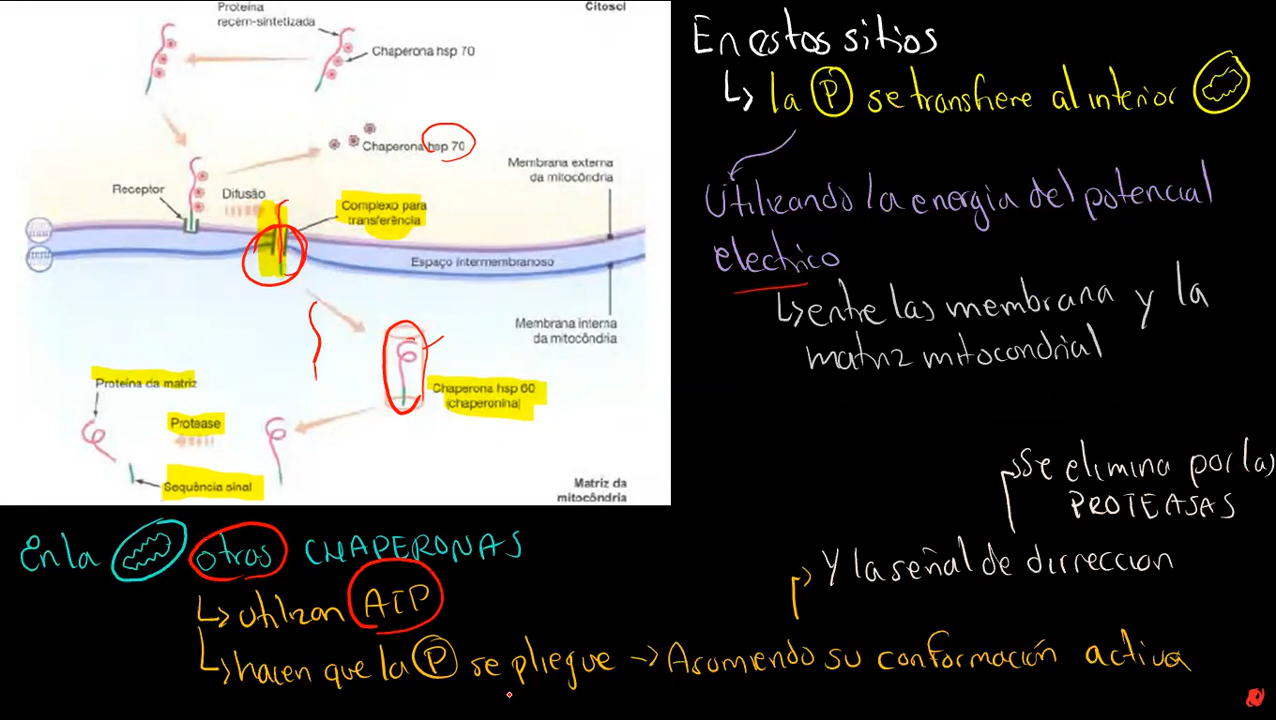 Proteína
recém-sintetizada
Citosol
Chaperona hsp 70
Chaperona hsp 70
Membrana externa
da mitocôndria
Receptor
Difusão
Complexo para
transferência
Espaço intermembranoso
Membrana interna
da mitocôndria
Proteína da matriz
Chaperona hsp 60
(chaperonina)
Protease
Sequência sinal
Matriz da
mitocôndria
En estos sitios
↳ la P se transfiere al interior
Utilizando la energia del potencial
electrico
↳ entre las membrana y la
matriz mitocondrial
Se elimina por las
PROTEASAS
Y la señal de dirreccion
En la otras CHAPERONAS
↳ utilizan ATP
↳ hacen que la P se pliegue → Asumiendo su conformación activa